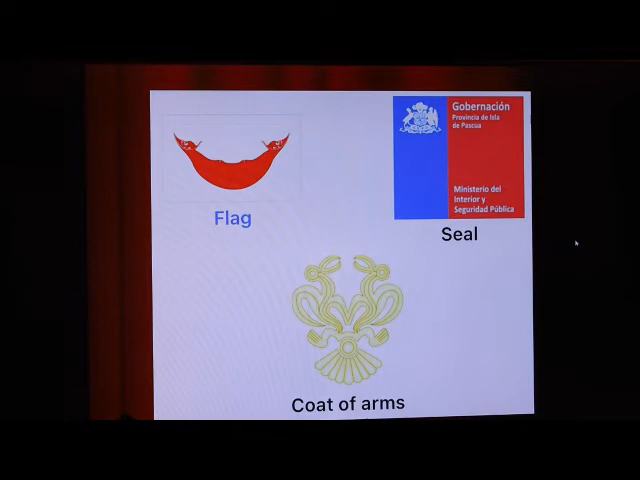 Gobernación
Provincia de Isla
de Pascua
Ministerio del
Interior y
Seguridad Pública
Flag
Seal
Coat of arms